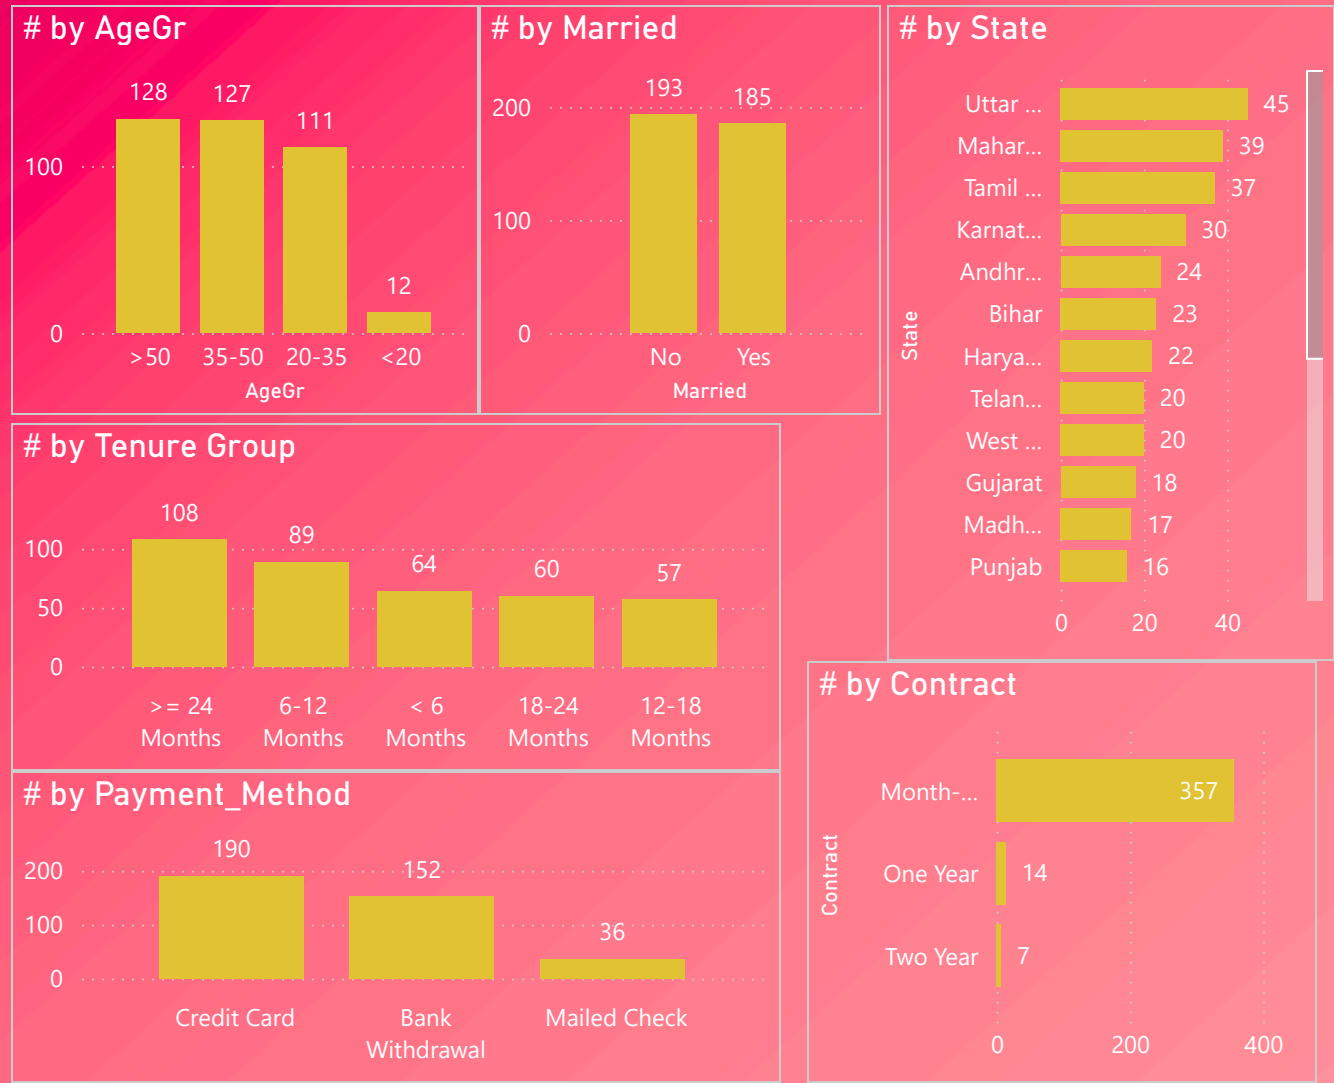 # by AgeGr
128
127
111
12
100
0
>50 35-50 20-35 <20
AgeGr
# by Married
193
185
200
100
0
No Yes
Married
# by State
State
Uttar ... 45
Mahar... 39
Tamil ... 37
Karnat... 30
Andhr... 24
Bihar 23
Harya... 22
Telan... 20
West ... 20
Gujarat 18
Madh... 17
Punjab 16
0 20 40
# by Tenure Group
108
89
64
60
57
100
50
0
>= 24 Months
6-12 Months
< 6 Months
18-24 Months
12-18 Months
# by Payment_Method
190
152
36
200
100
0
Credit Card
Bank Withdrawal
Mailed Check
# by Contract
Contract
Month-... 357
One Year 14
Two Year 7
0 200 400